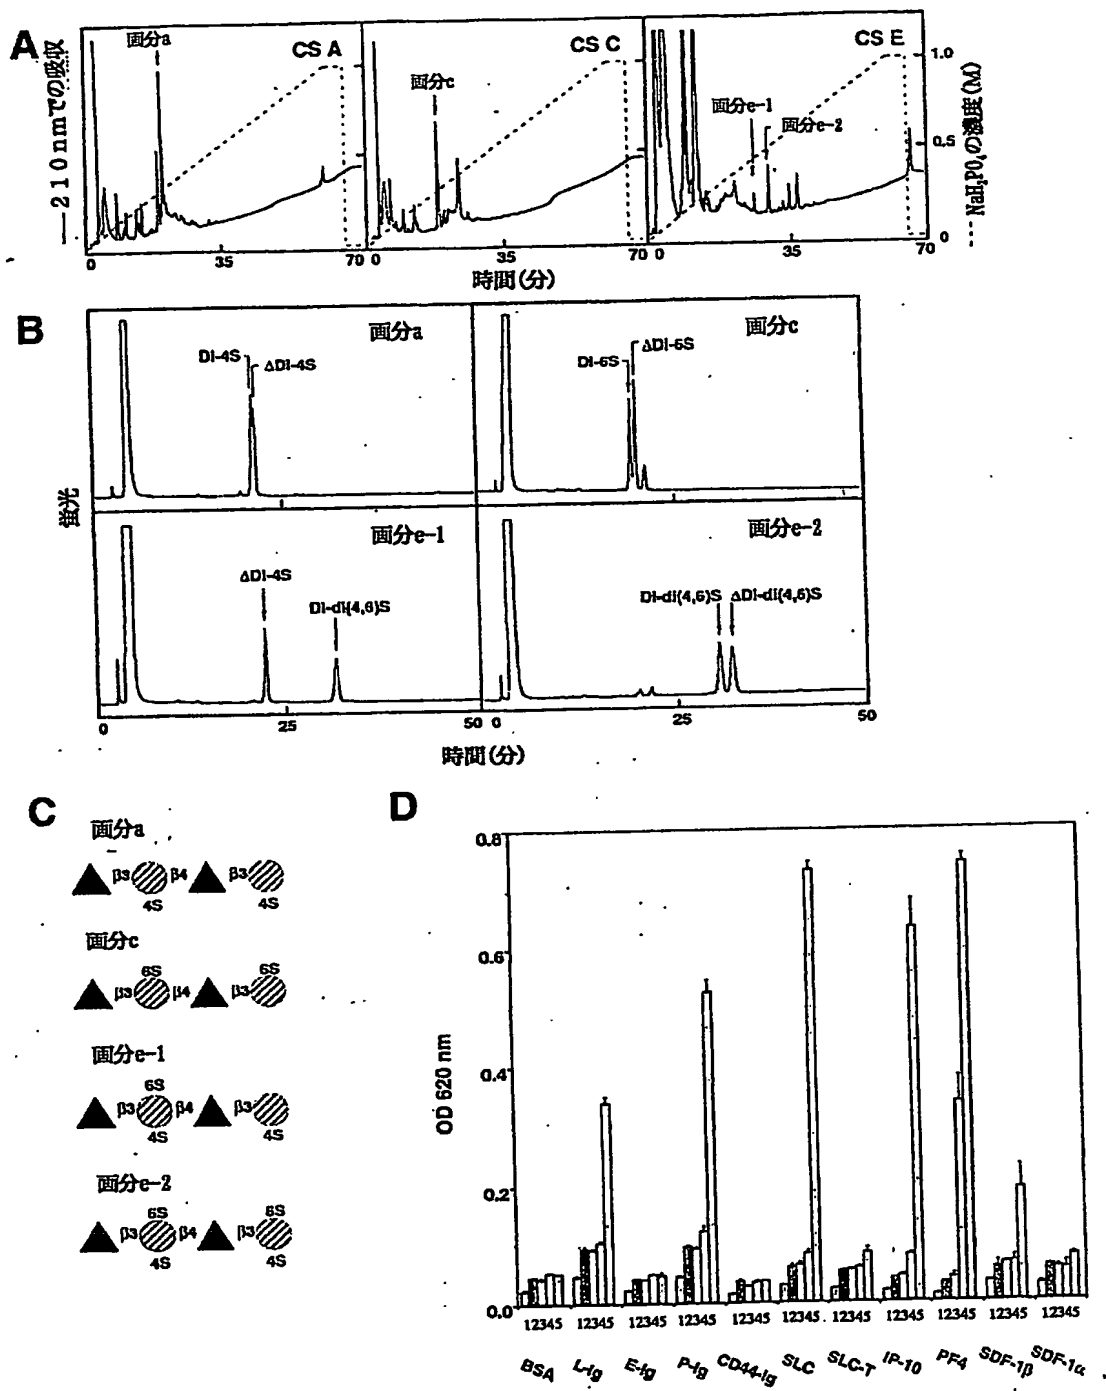 A
CS A
CS C
CS E
画分a
画分c
画分e-1
画分e-2
—210nmでの吸収
1.0
0.5
0
---NaH₂PO₄の濃度(M)
0 35 70 0 35 70 0 35 70
時間(分)
B
画分a
Di-4S
ΔDi-4S
画分c
Di-6S
ΔDi-6S
蛍光
画分e-1
ΔDi-4S
Di-di(4,6)S
画分e-2
Di-di(4,6)S
ΔDi-di(4,6)S
0 25 50 0 25 50
時間(分)
C
画分a
β3 β4 β3
4S 4S
画分c
6S 6S
β3 β4 β3
画分e-1
6S
β3 β4 β3
4S 4S
画分e-2
6S 6S
β3 β4 β3
4S 4S
D
0.8
0.6
0.4
0.2
0.0
OD 620 nm
12345 12345 12345 12345 12345 12345 12345 12345 12345 12345 12345
BSA L-Ig E-Ig P-Ig CD44-Ig SLC SLC-T IP-10 PF4 SDF-1β SDF-1α